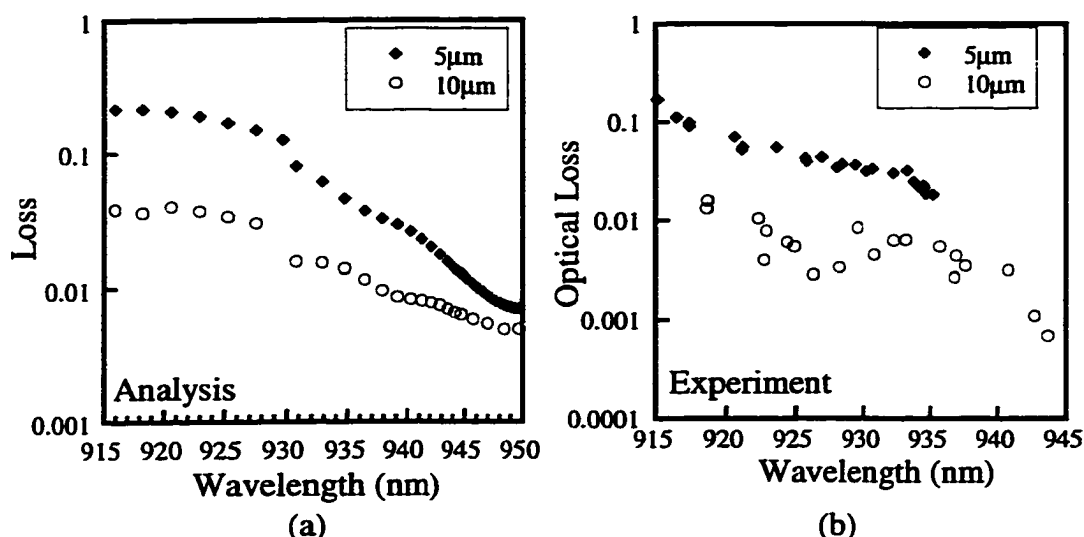 1
0.1
0.01
0.001
Loss
5μm
10μm
Analysis
915 920 925 930 935 940 945 950
Wavelength (nm)
(a)
1
0.1
0.01
0.001
0.0001
Optical Loss
5μm
10μm
Experiment
915 920 925 930 935 940 945
Wavelength (nm)
(b)